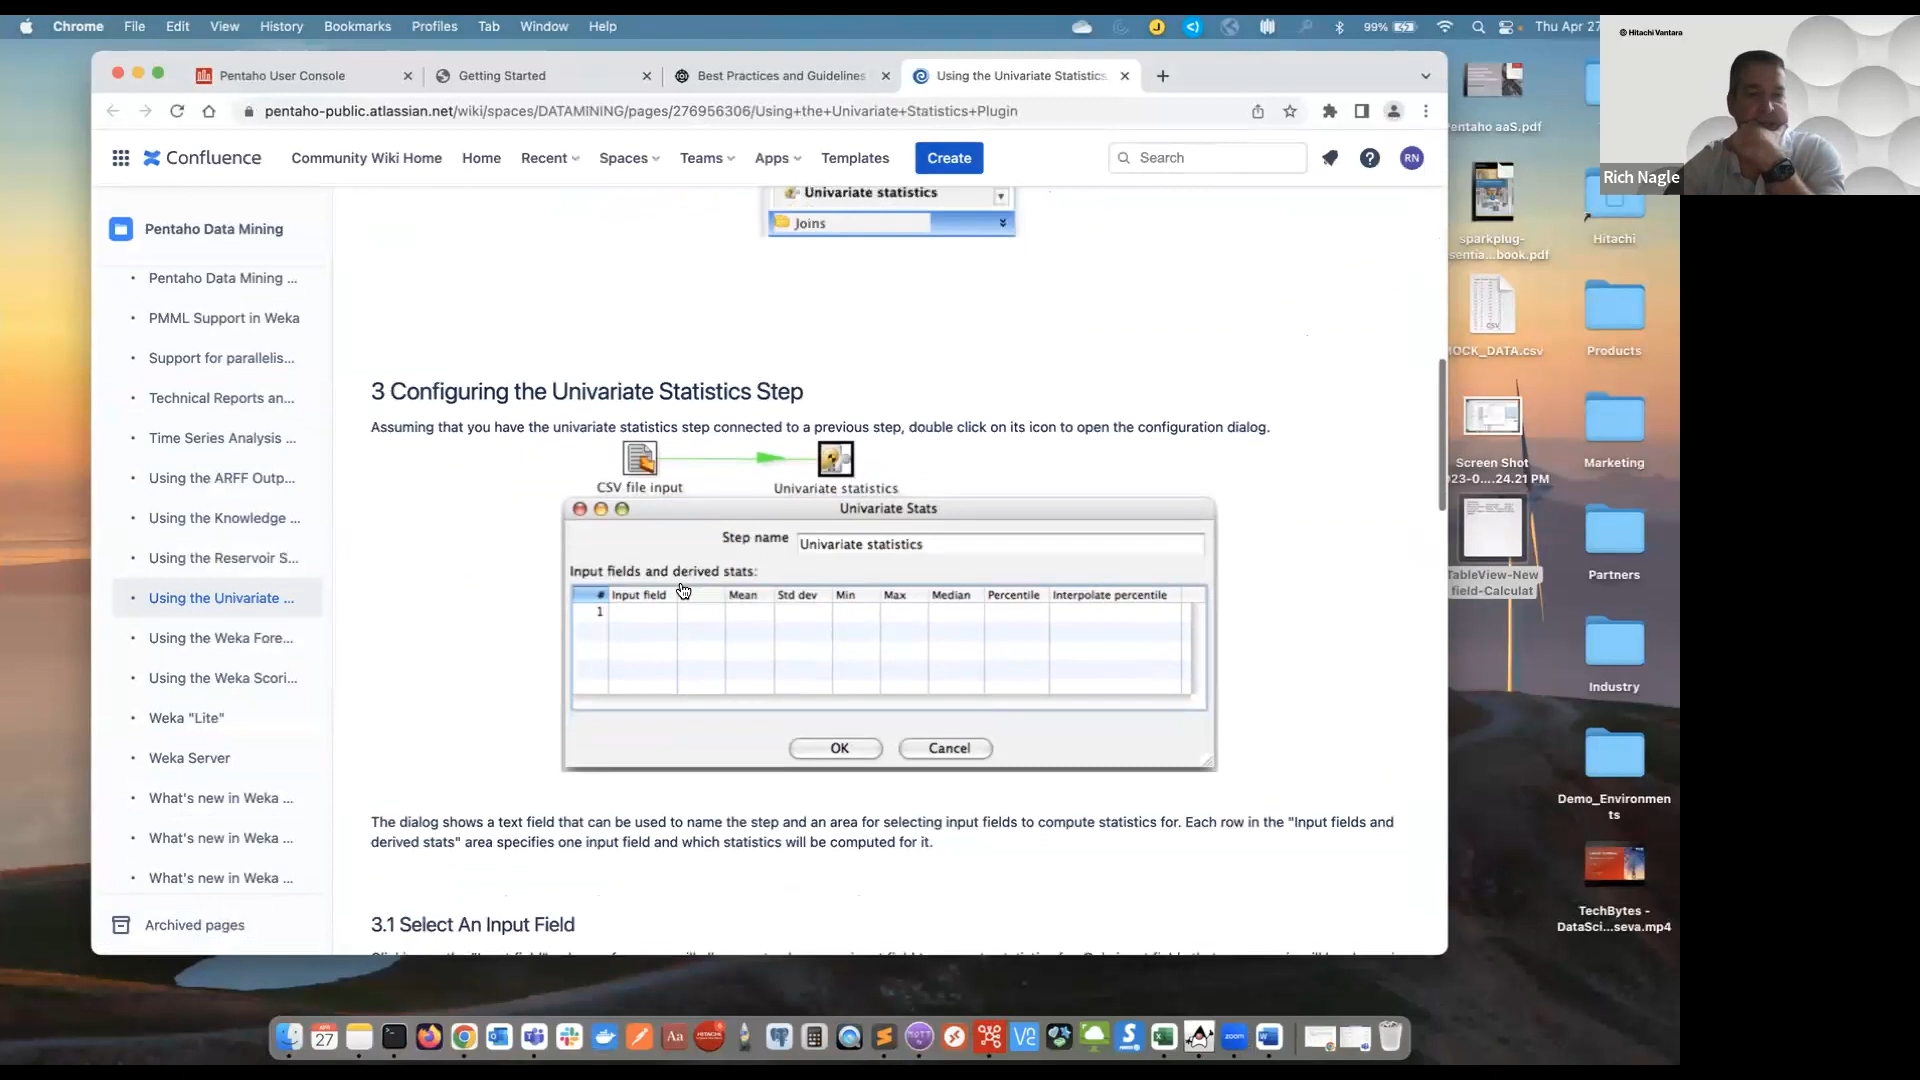 Chrome File Edit View History Bookmarks Profiles Tab Window Help
99% Thu Apr 27
Hitachi Vantara
Rich Nagle
Pentaho User Console
Getting Started
Best Practices and Guidelines
Using the Univariate Statistics
pentaho-public.atlassian.net/wiki/spaces/DATAMINING/pages/276956306/Using+the+Univariate+Statistics+Plugin
Confluence
Community Wiki Home Home Recent Spaces Teams Apps Templates Create
Search
RN
Pentaho Data Mining
Pentaho Data Mining ...
PMML Support in Weka
Support for parallelis...
Technical Reports an...
Time Series Analysis ...
Using the ARFF Outp...
Using the Knowledge ...
Using the Reservoir S...
Using the Univariate ...
Using the Weka Fore...
Using the Weka Scori...
Weka "Lite"
Weka Server
What's new in Weka ...
What's new in Weka ...
What's new in Weka ...
Archived pages
Univariate statistics
Joins
3 Configuring the Univariate Statistics Step
Assuming that you have the univariate statistics step connected to a previous step, double click on its icon to open the configuration dialog.
CSV file input
Univariate statistics
Univariate Stats
Step name Univariate statistics
Input fields and derived stats:
# Input field Mean Std dev Min Max Median Percentile Interpolate percentile
1
OK Cancel
The dialog shows a text field that can be used to name the step and an area for selecting input fields to compute statistics for. Each row in the "Input fields and
derived stats" area specifies one input field and which statistics will be computed for it.
3.1 Select An Input Field
entaho aaS.pdf
sparkplug-
sentia...book.pdf
Hitachi
CSV
OCK_DATA.csv
Products
Screen Shot
23-0....24.21 PM
Marketing
TableView-New
field-Calculat
Partners
Industry
Demo_Environmen
ts
TechBytes -
DataSci...seva.mp4
APR
27
Aa
HITACHI
V2
S
zoom